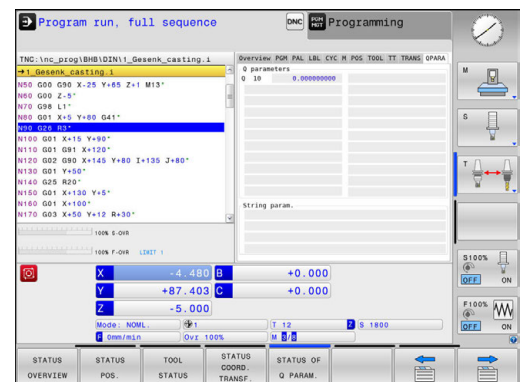 Program run, full sequence
DNC
PGM MGT
Programming
TNC:\nc_prog\BHB\DIN\1_Gesenk_casting.i
→1_Gesenk_casting.i
N50 G00 G90 X-25 Y+65 Z+1 M13*
N60 G00 Z-5*
N70 G98 L1*
N80 G01 X+5 Y+80 G41*
N90 G26 R3*
N100 G01 X+15 Y+90*
N110 G01 G91 X+120*
N120 G02 G90 X+145 Y+80 I+135 J+80*
N130 G01 Y+50*
N140 G25 R20*
N150 G01 X+130 Y+5*
N160 G01 X+100*
N170 G03 X+50 Y+12 R+30*
Overview PGM PAL LBL CYC M POS TOOL TT TRANS QPARA
Q parameters
Q 10 0.000000000
String param.
100% S-OVR
100% F-OVR LIMIT 1
X -4.480 B +0.000
Y +87.403 C +0.000
Z -5.000
Mode: NOML. 1 T 12 Z S 1800
F 0mm/min Ovr 100% M 5/9
M
S
T
S100%
OFF ON
F100%
OFF ON
STATUS OVERVIEW
STATUS POS.
TOOL STATUS
STATUS COORD. TRANSF.
STATUS OF Q PARAM.